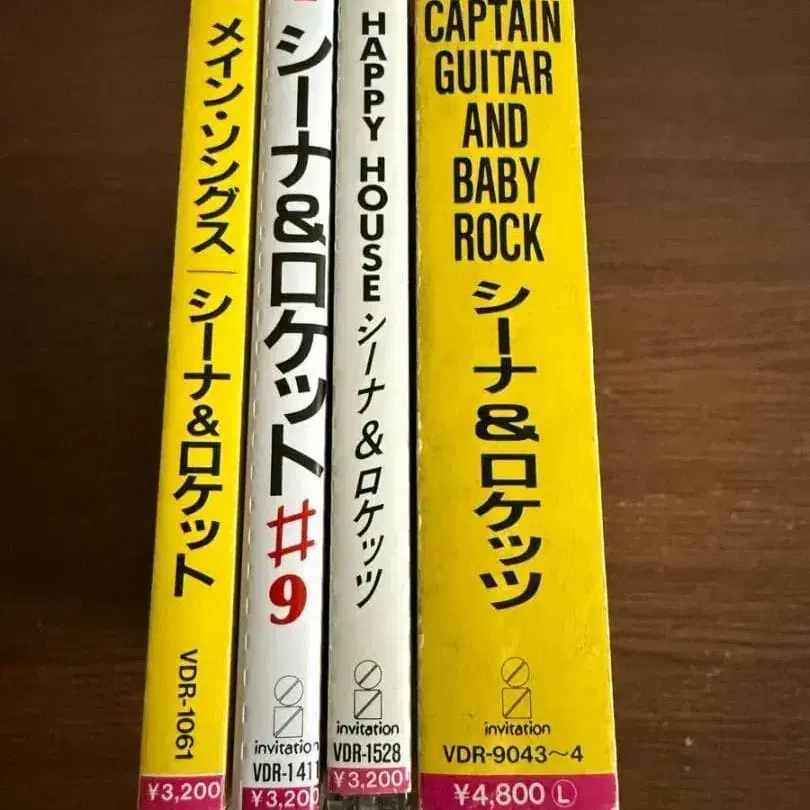 メイン・ソングス
シーナ&ロケット
VDR-1061
¥3,200
シーナ&ロケット
#9
invitation
VDR-1411
¥3,200
HAPPY HOUSE
シーナ&ロケッツ
invitation
VDR-1528
¥3,200
CAPTAIN
GUITAR
AND
BABY
ROCK
シーナ&ロケッツ
invitation
VDR-9043〜4
¥4,800 Ⓛ